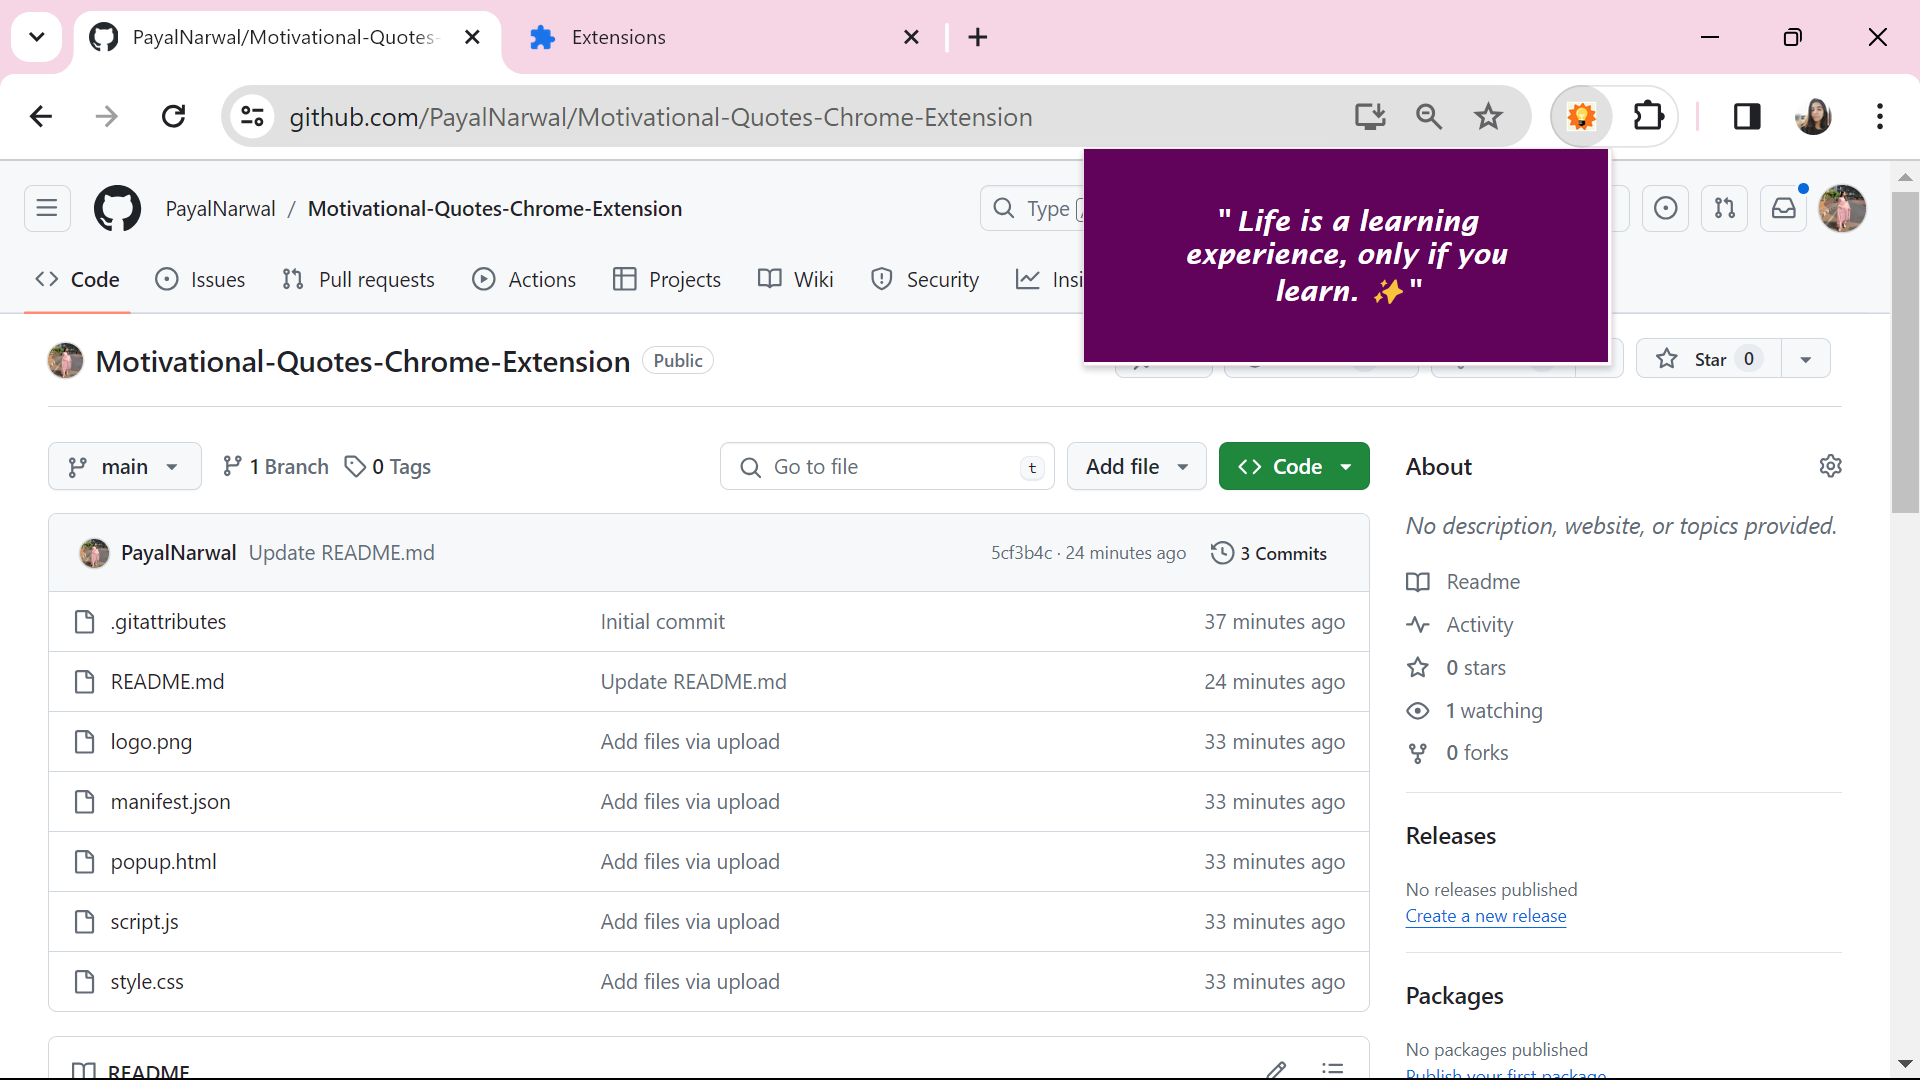 PayalNarwal/Motivational-Quotes-
Extensions
github.com/PayalNarwal/Motivational-Quotes-Chrome-Extension
PayalNarwal / Motivational-Quotes-Chrome-Extension
Type /
" Life is a learning
experience, only if you
learn. ✨ "
Code
Issues
Pull requests
Actions
Projects
Wiki
Security
Insi
Motivational-Quotes-Chrome-Extension
Public
Star 0
main
1 Branch
0 Tags
Go to file
t
Add file
Code
PayalNarwal Update README.md
5cf3b4c · 24 minutes ago
3 Commits
.gitattributes Initial commit 37 minutes ago
README.md Update README.md 24 minutes ago
logo.png Add files via upload 33 minutes ago
manifest.json Add files via upload 33 minutes ago
popup.html Add files via upload 33 minutes ago
script.js Add files via upload 33 minutes ago
style.css Add files via upload 33 minutes ago
README
About
No description, website, or topics provided.
Readme
Activity
0 stars
1 watching
0 forks
Releases
No releases published
Create a new release
Packages
No packages published
Publish your first package